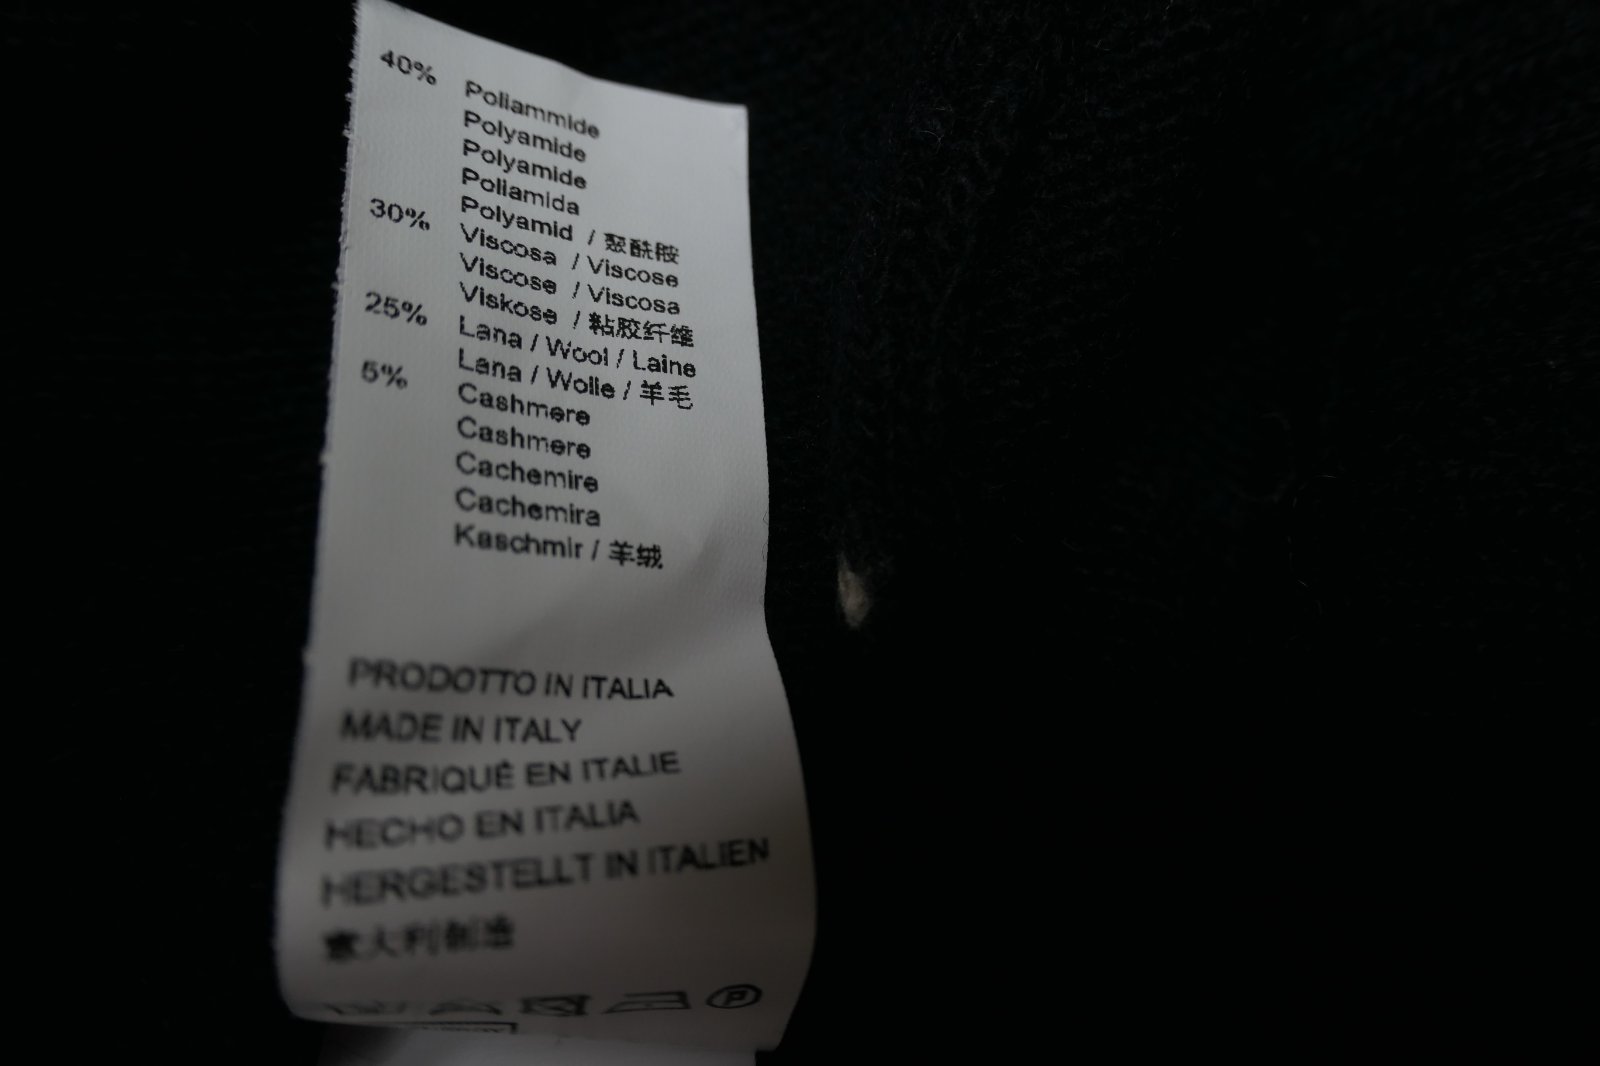 40% Poliammide
Polyamide
Polyamide
Poliamida
Polyamid / 聚酰胺
30% Viscosa / Viscose
Viscose / Viscosa
Viskose / 粘胶纤维
25% Lana / Wool / Laine
Lana / Wolle / 羊毛
5% Cashmere
Cashmere
Cachemire
Cachemira
Kaschmir / 羊绒
PRODOTTO IN ITALIA
MADE IN ITALY
FABRIQUÉ EN ITALIE
HECHO EN ITALIA
HERGESTELLT IN ITALIEN
意大利制造
P